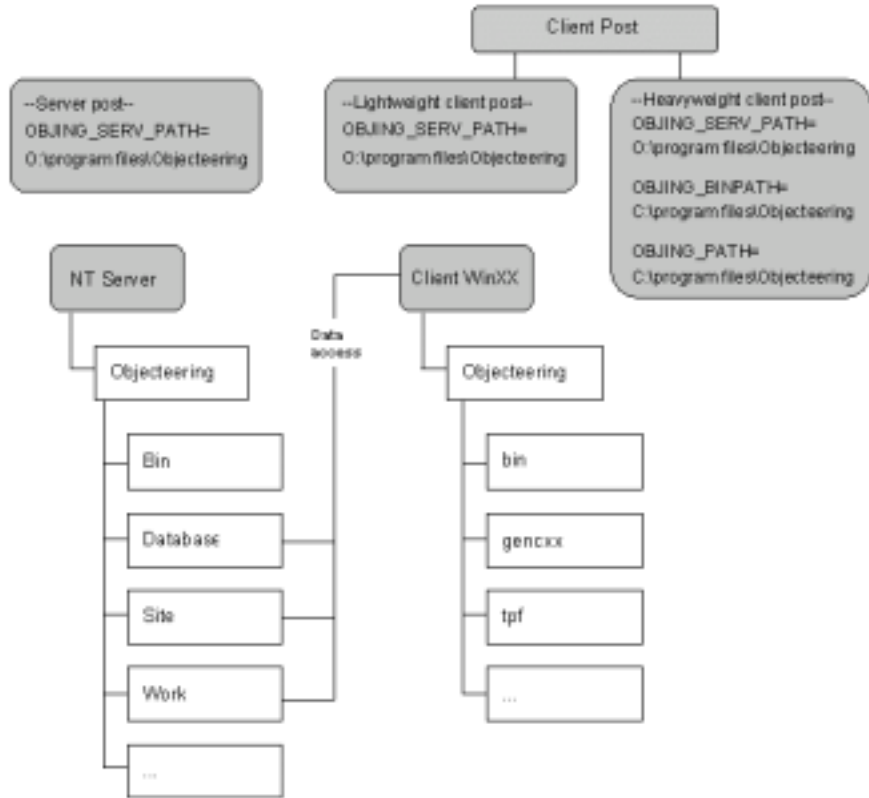 Client Post
--Server post--
OBJING_SERV_PATH=
O:\program files\Objecteering
--Lightweight client post--
OBJING_SERV_PATH=
O:\program files\Objecteering
--Heavyweight client post--
OBJING_SERV_PATH=
O:\program files\Objecteering
OBJING_BINPATH=
C:\program files\Objecteering
OBJING_PATH=
C:\program files\Objecteering
NT Server
Client WinXX
Data
access
Objecteering
Bin
Database
Site
Work
...
Objecteering
bin
gencxx
tpf
...